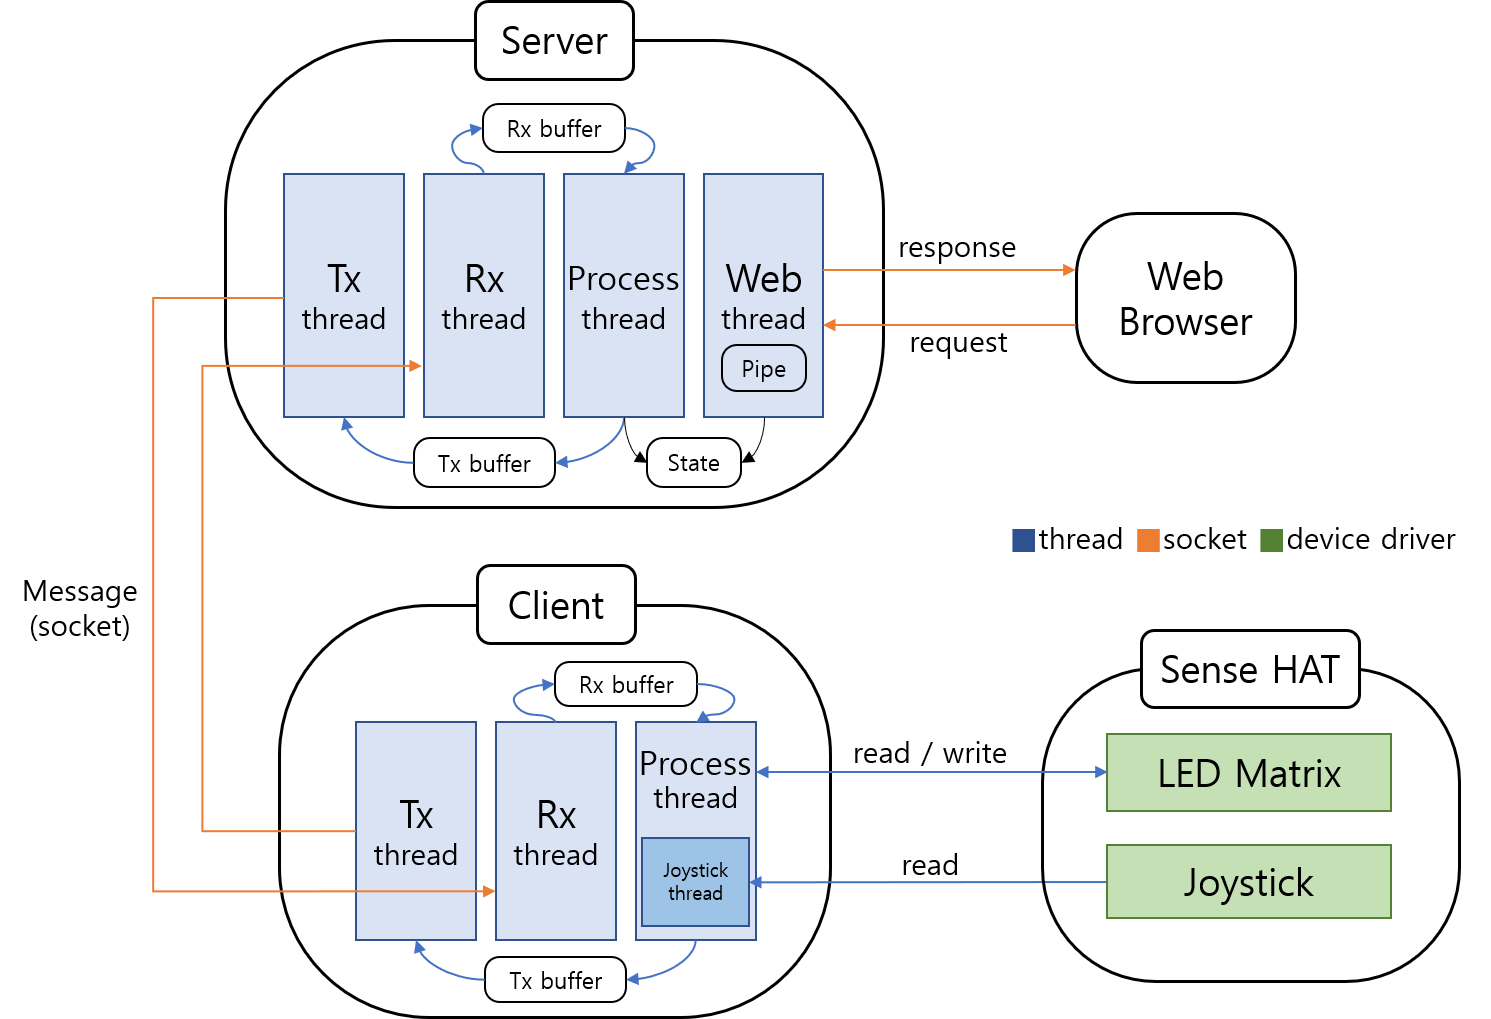 Server
Rx buffer
Tx
thread
Rx
thread
Process
thread
Web
thread
Pipe
Tx buffer
State
response
request
Web
Browser
thread socket device driver
Message
(socket)
Client
Rx buffer
Tx
thread
Rx
thread
Process
thread
Joystick
thread
Tx buffer
read / write
read
Sense HAT
LED Matrix
Joystick